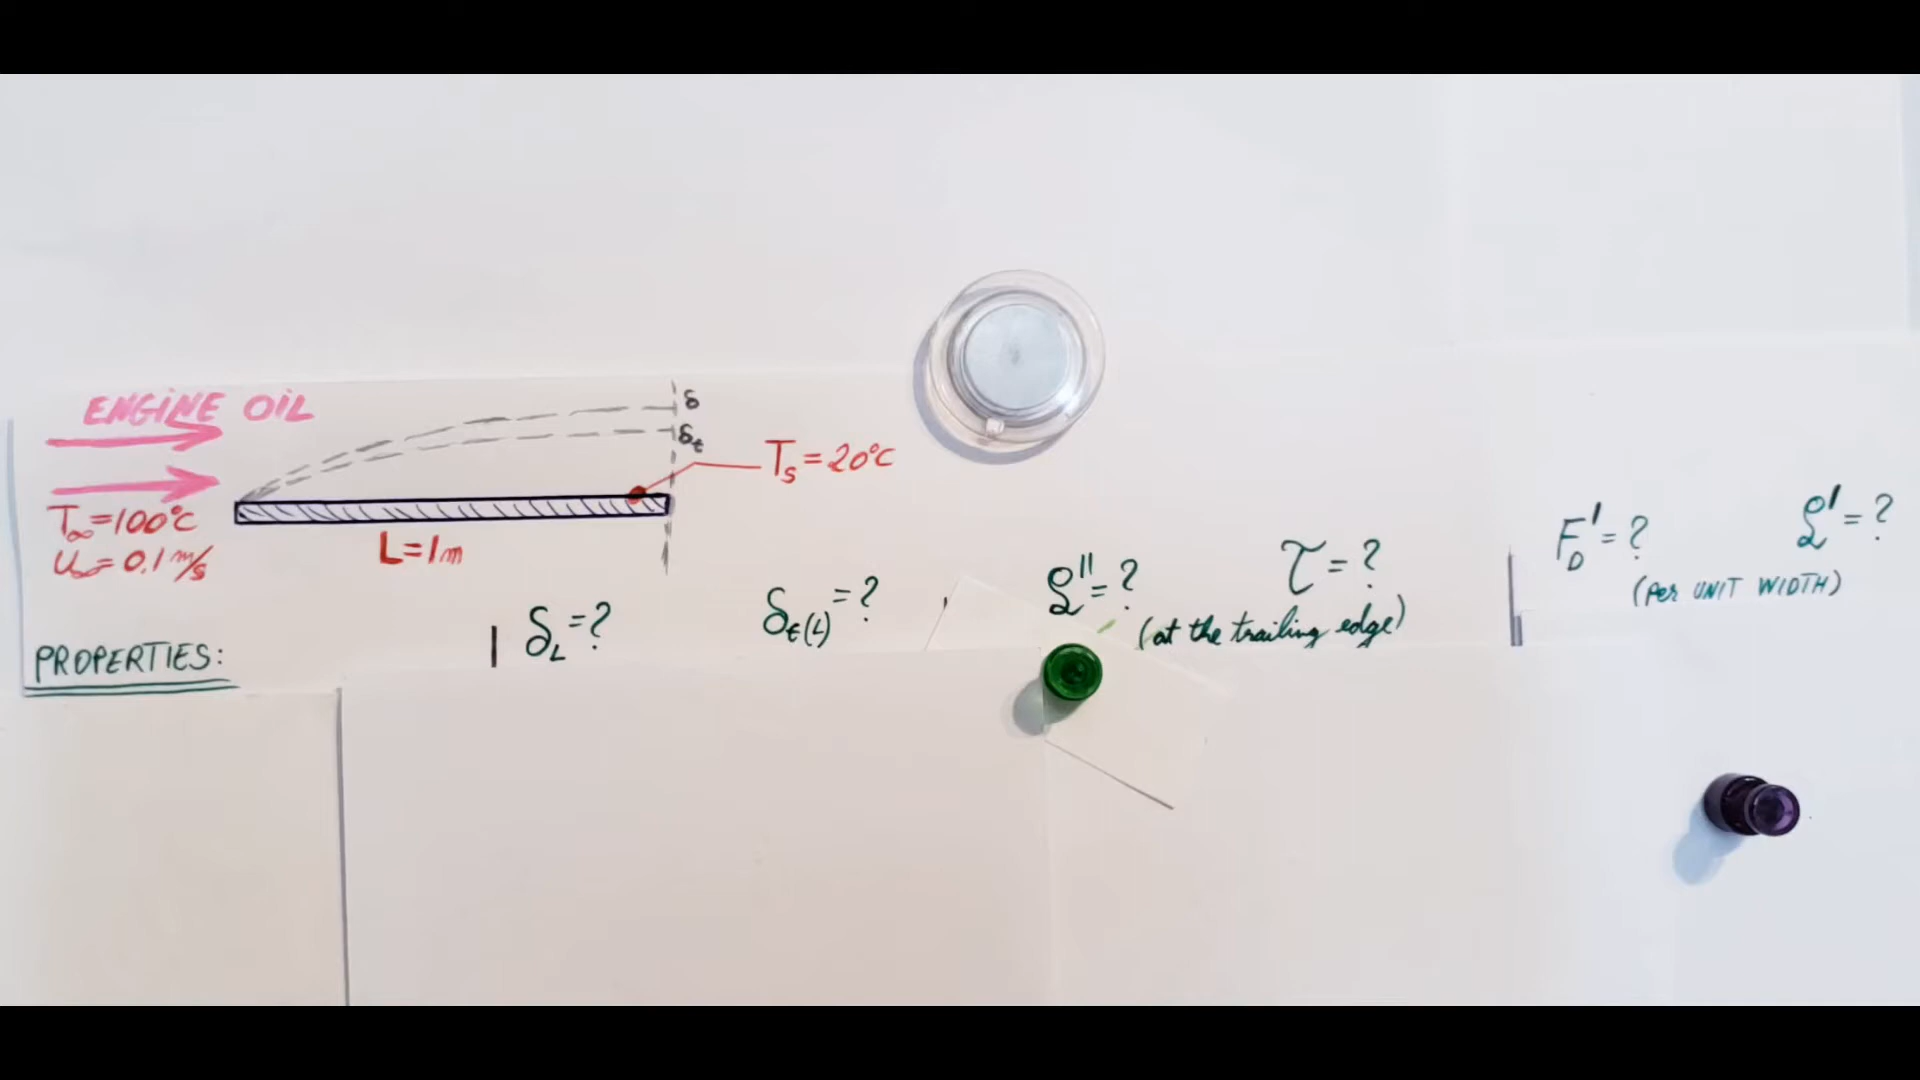 ENGINE OIL
δ
δt
Ts = 20°C
T∞ = 100°C
U∞ = 0.1 m/s
L = 1m
PROPERTIES:
δL = ?
δt(L) = ?
q'' = ?
τ = ?
(at the trailing edge)
FD' = ?
q' = ?
(Per UNIT WIDTH)